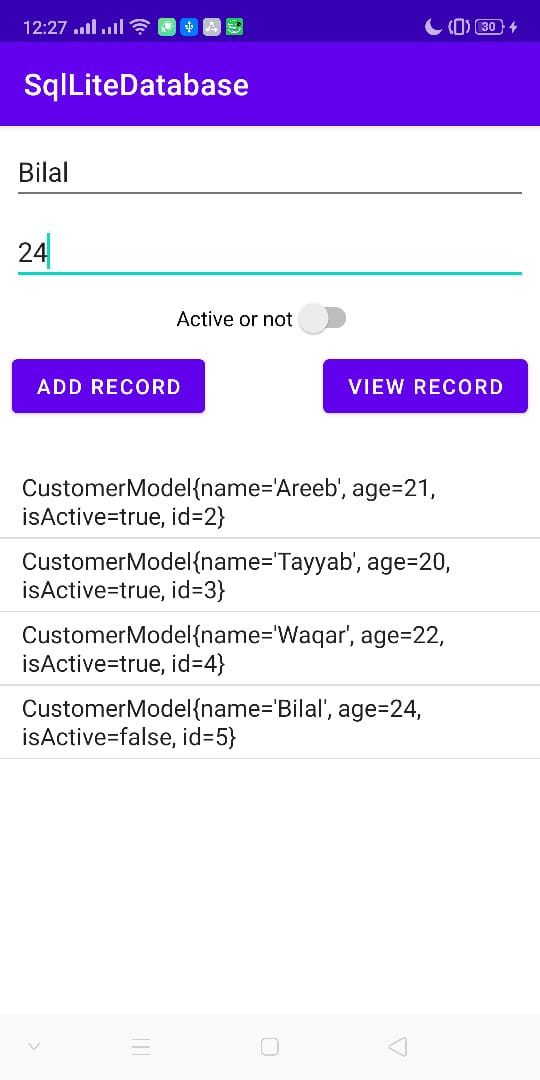 12:27 30
SqlLiteDatabase
Bilal
24
Active or not
ADD RECORD VIEW RECORD
CustomerModel{name='Areeb', age=21,
isActive=true, id=2}
CustomerModel{name='Tayyab', age=20,
isActive=true, id=3}
CustomerModel{name='Waqar', age=22,
isActive=true, id=4}
CustomerModel{name='Bilal', age=24,
isActive=false, id=5}